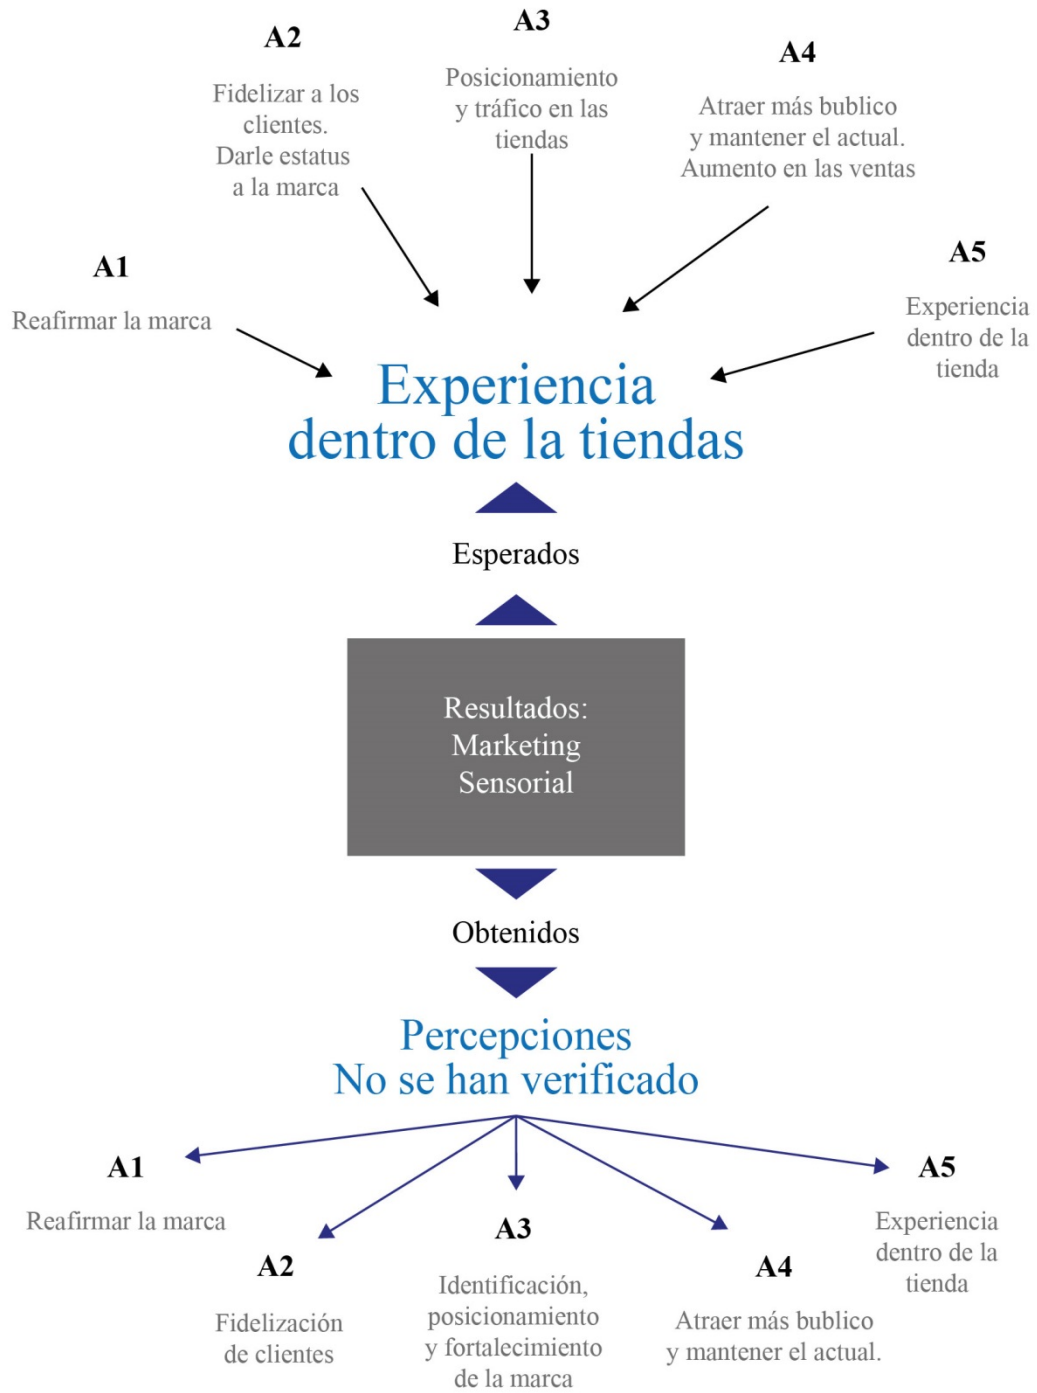 A1
Reafirmar la marca
A2
Fidelizar a los
clientes.
Darle estatus
a la marca
A3
Posicionamiento
y tráfico en las
tiendas
A4
Atraer más bublico
y mantener el actual.
Aumento en las ventas
A5
Experiencia
dentro de la
tienda
Experiencia
dentro de la tiendas
Esperados
Resultados:
Marketing
Sensorial
Obtenidos
Percepciones
No se han verificado
A1
Reafirmar la marca
A2
Fidelización
de clientes
A3
Identificación,
posicionamiento
y fortalecimiento
de la marca
A4
Atraer más bublico
y mantener el actual.
A5
Experiencia
dentro de la
tienda